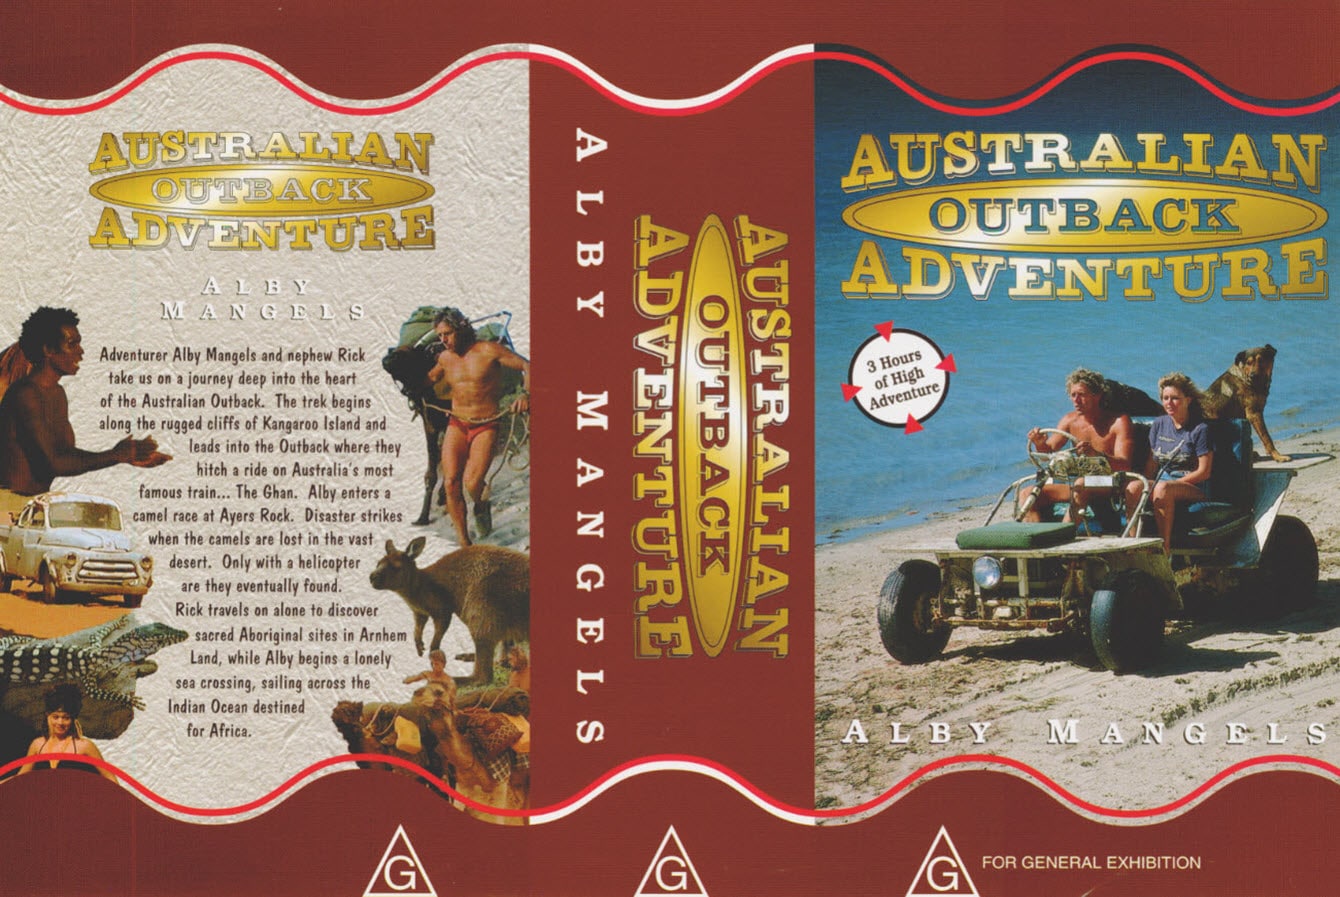 AUSTRALIAN
OUTBACK
ADVENTURE
ALBY
MANGELS
Adventurer Alby Mangels and nephew Rick
take us on a journey deep into the heart
of the Australian Outback. The trek begins
along the rugged cliffs of Kangaroo Island and
leads into the Outback where they
hitch a ride on Australia's most
famous train... The Ghan. Alby enters a
camel race at Ayers Rock. Disaster strikes
when the camels are lost in the vast
desert. Only with a helicopter
are they eventually found.
Rick travels on alone to discover
sacred Aboriginal sites in Arnhem
Land, while Alby begins a lonely
sea crossing, sailing across the
Indian Ocean destined
for Africa.
G
ALBY MANGELS
AUSTRALIAN
OUTBACK
ADVENTURE
G
AUSTRALIAN
OUTBACK
ADVENTURE
3 Hours
of High
Adventure
ALBY MANGELS
G FOR GENERAL EXHIBITION